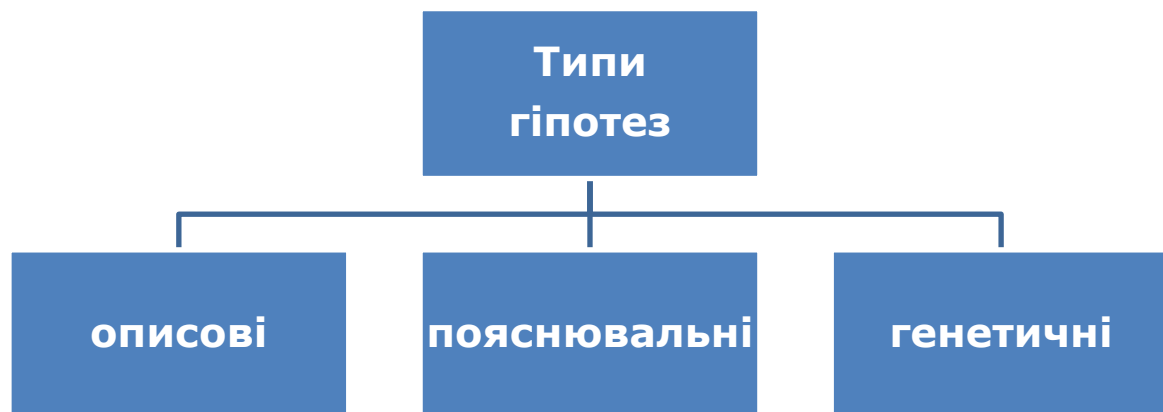 Типи
гіпотез
описові
пояснювальні
генетичні